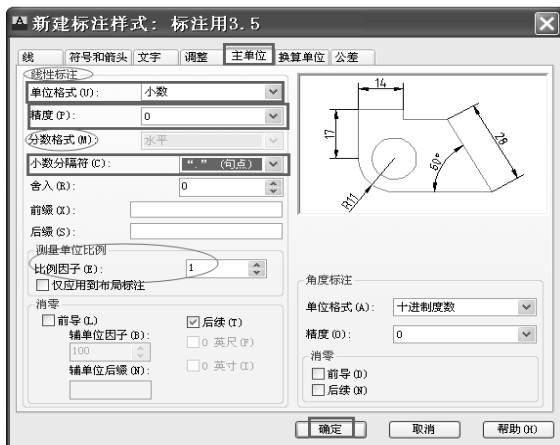 新建标注样式: 标注用3.5
线 符号和箭头 文字 调整 主单位 换算单位 公差
线性标注
单位格式(U): 小数
精度(P): 0
分数格式(M): 水平
小数分隔符(C): “.” (句点)
舍入(R): 0
前缀(X):
后缀(S):
测量单位比例
比例因子(E): 1
仅应用到布局标注
消零
前导(L) 后续(T)
辅单位因子(B): 0 英尺(F)
100
辅单位后缀(N): 0 英寸(I)
14
17
28
60°
R11
角度标注
单位格式(A): 十进制度数
精度(O): 0
消零
前导(D)
后续(N)
确定 取消 帮助(H)